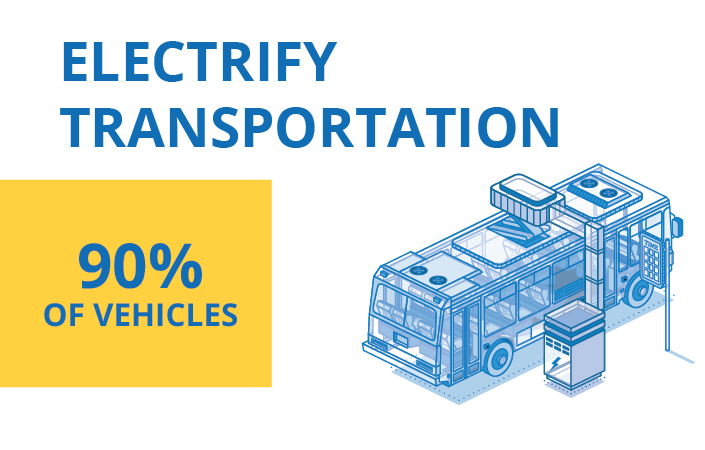 ELECTRIFY
TRANSPORTATION
90%
OF VEHICLES